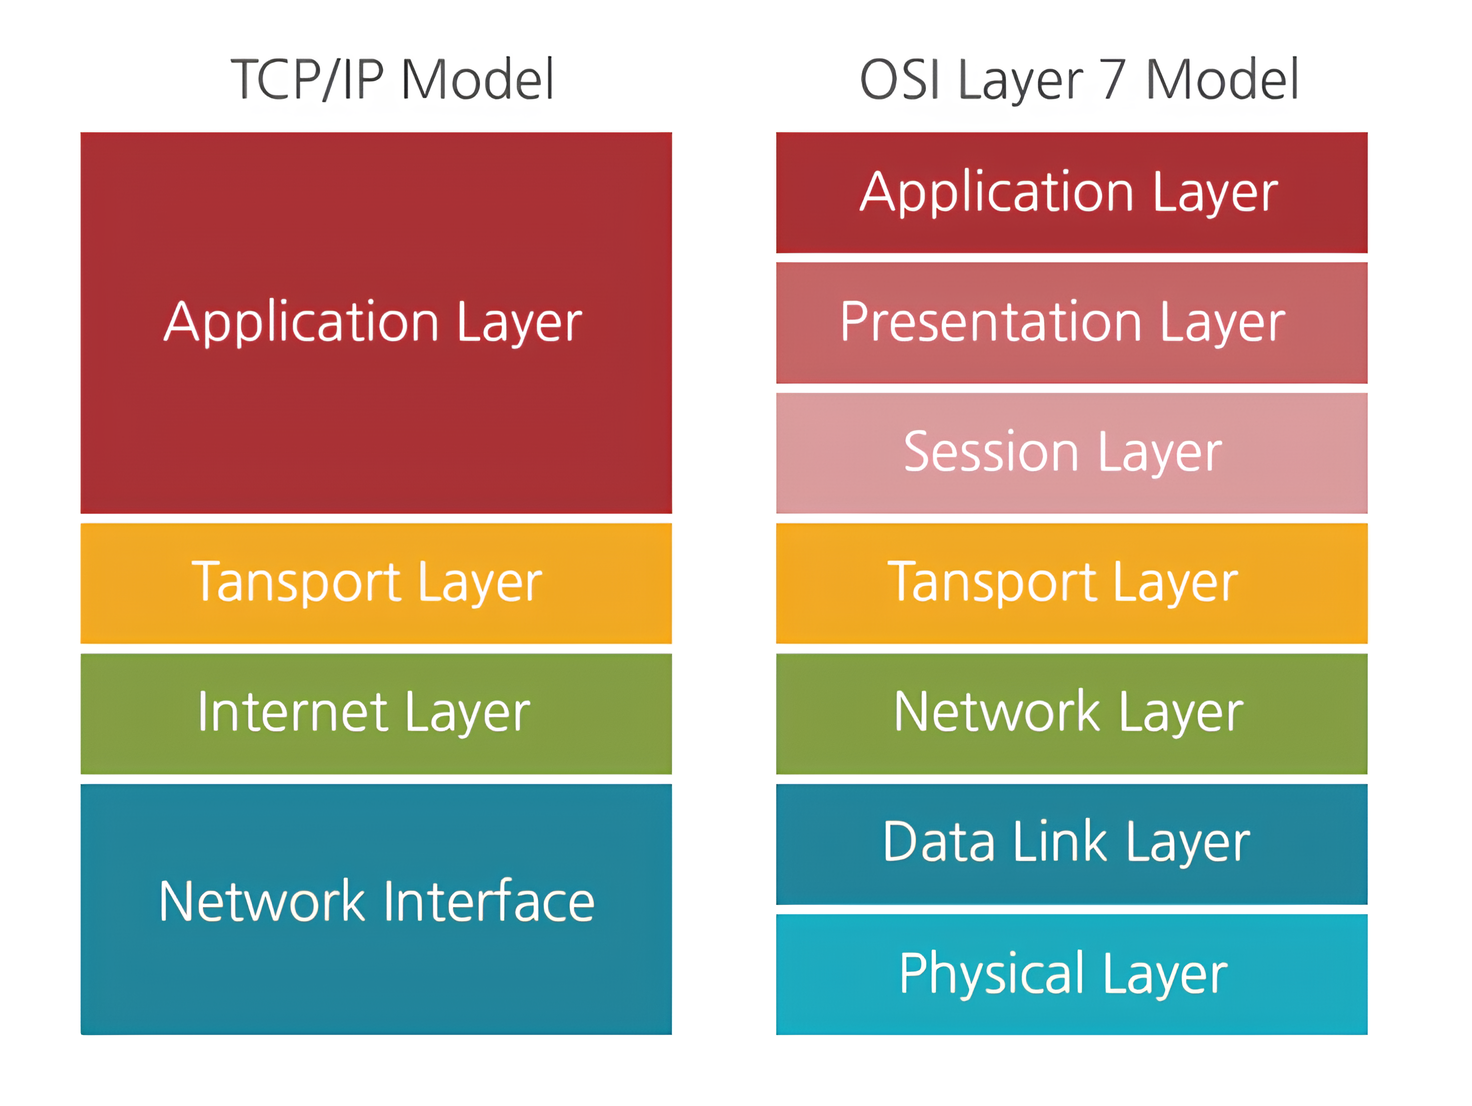 TCP/IP Model
Application Layer
Tansport Layer
Internet Layer
Network Interface
OSI Layer 7 Model
Application Layer
Presentation Layer
Session Layer
Tansport Layer
Network Layer
Data Link Layer
Physical Layer